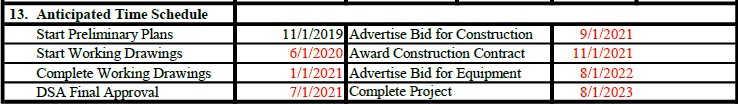 13. Anticipated Time Schedule
Start Preliminary Plans 11/1/2019 Advertise Bid for Construction 9/1/2021
Start Working Drawings 6/1/2020 Award Construction Contract 11/1/2021
Complete Working Drawings 1/1/2021 Advertise Bid for Equipment 8/1/2022
DSA Final Approval 7/1/2021 Complete Project 8/1/2023